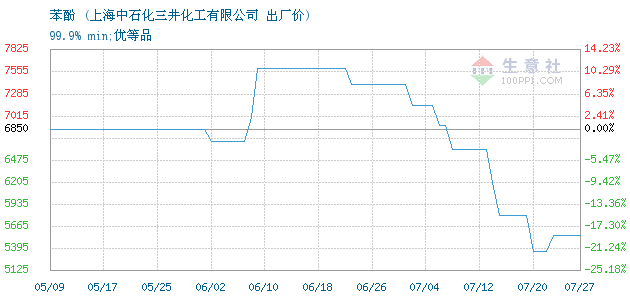 苯酚 (上海中石化三井化工有限公司 出厂价)
99.9% min;优等品
7825 14.23%
7555 10.29%
7285 6.35%
7015 2.41%
6850 0.00%
6475 -5.47%
6205 -9.42%
5935 -13.36%
5665 -17.30%
5395 -21.24%
5125 -25.18%
生意社
100PPI.COM
05/09 05/17 05/25 06/02 06/10 06/18 06/26 07/04 07/12 07/20 07/27